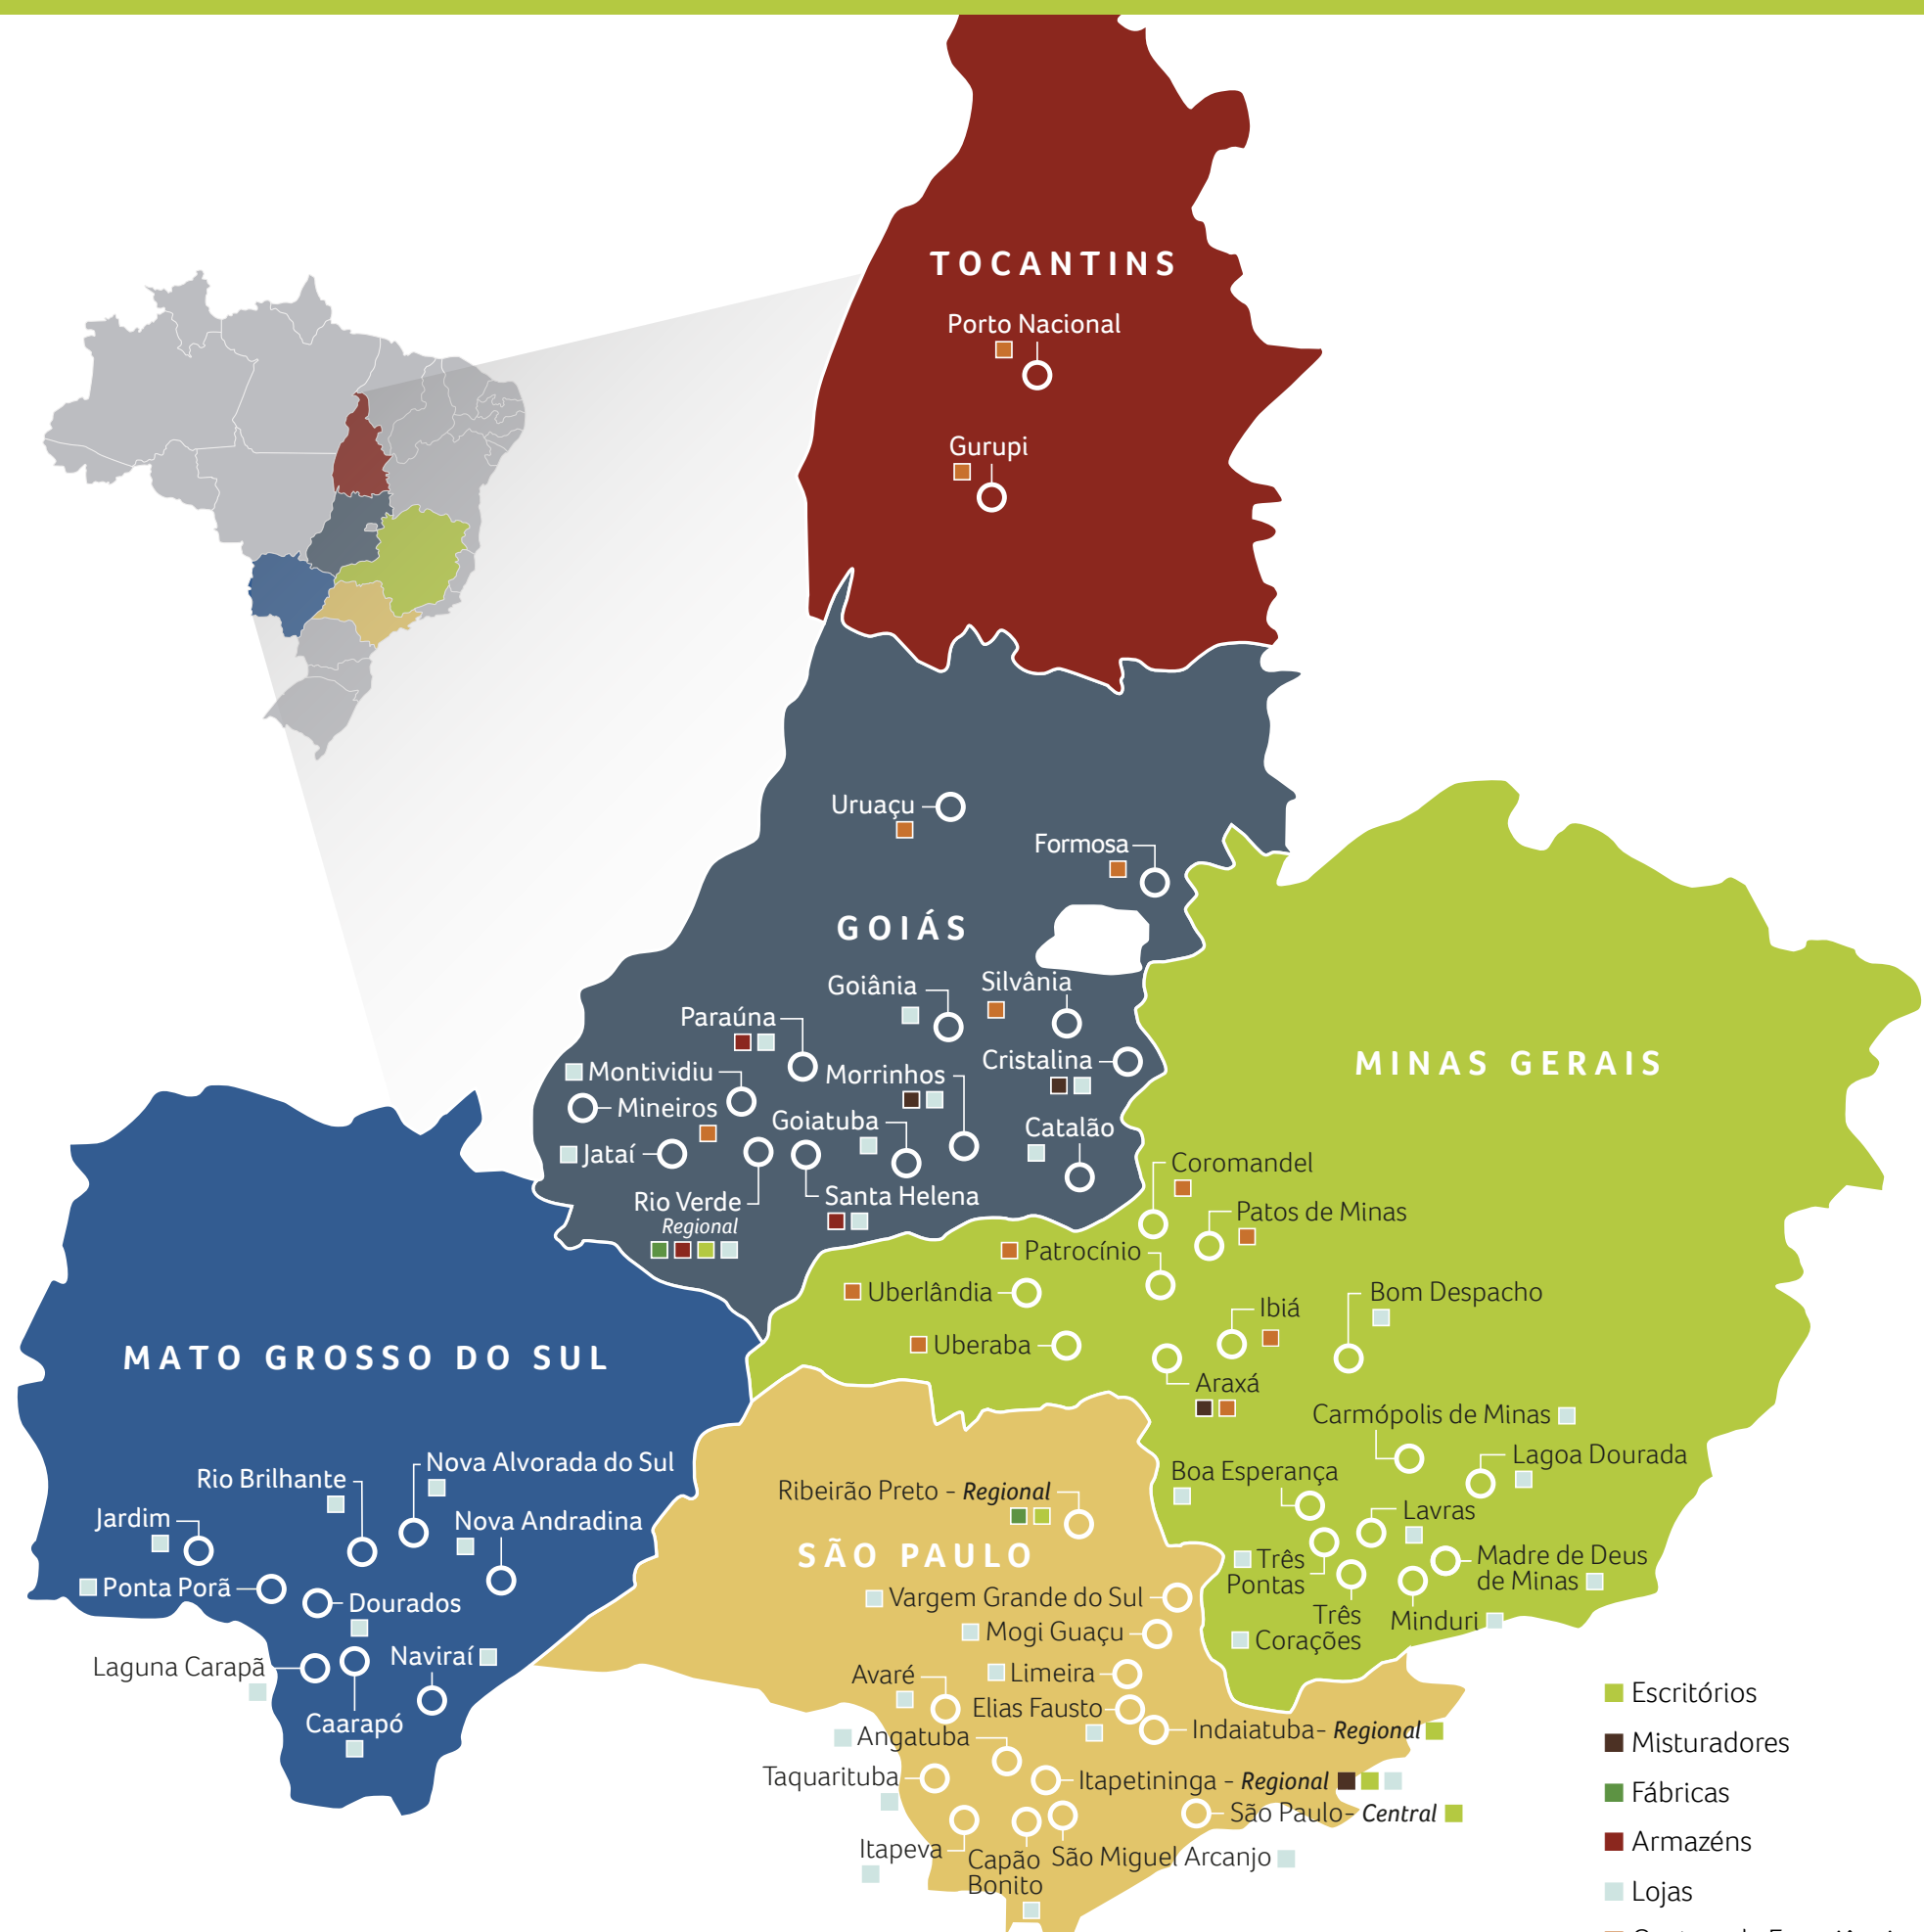 TOCANTINS
Porto Nacional
Gurupi
Uruaçu
Formosa
GOIÁS
Goiânia
Silvânia
Paraúna
Cristalina
Montividiu
Morrinhos
Mineiros
Goiatuba
Catalão
Jataí
Rio Verde
Regional
Santa Helena
MINAS GERAIS
Coromandel
Patos de Minas
Patrocínio
Uberlândia
Ibiá
Bom Despacho
Uberaba
Araxá
Carmópolis de Minas
Lagoa Dourada
Boa Esperança
Lavras
Três
Pontas
Madre de Deus
de Minas
Três
Corações
Minduri
MATO GROSSO DO SUL
Nova Alvorada do Sul
Rio Brilhante
Jardim
Nova Andradina
Ponta Porã
Dourados
Naviraí
Laguna Carapã
Caarapó
Ribeirão Preto - Regional
SÃO PAULO
Vargem Grande do Sul
Mogi Guaçu
Limeira
Avaré
Elias Fausto
Indaiatuba- Regional
Angatuba
Taquarituba
Itapetininga - Regional
São Paulo- Central
Itapeva
Capão
Bonito
São Miguel Arcanjo
Escritórios
Misturadores
Fábricas
Armazéns
Lojas